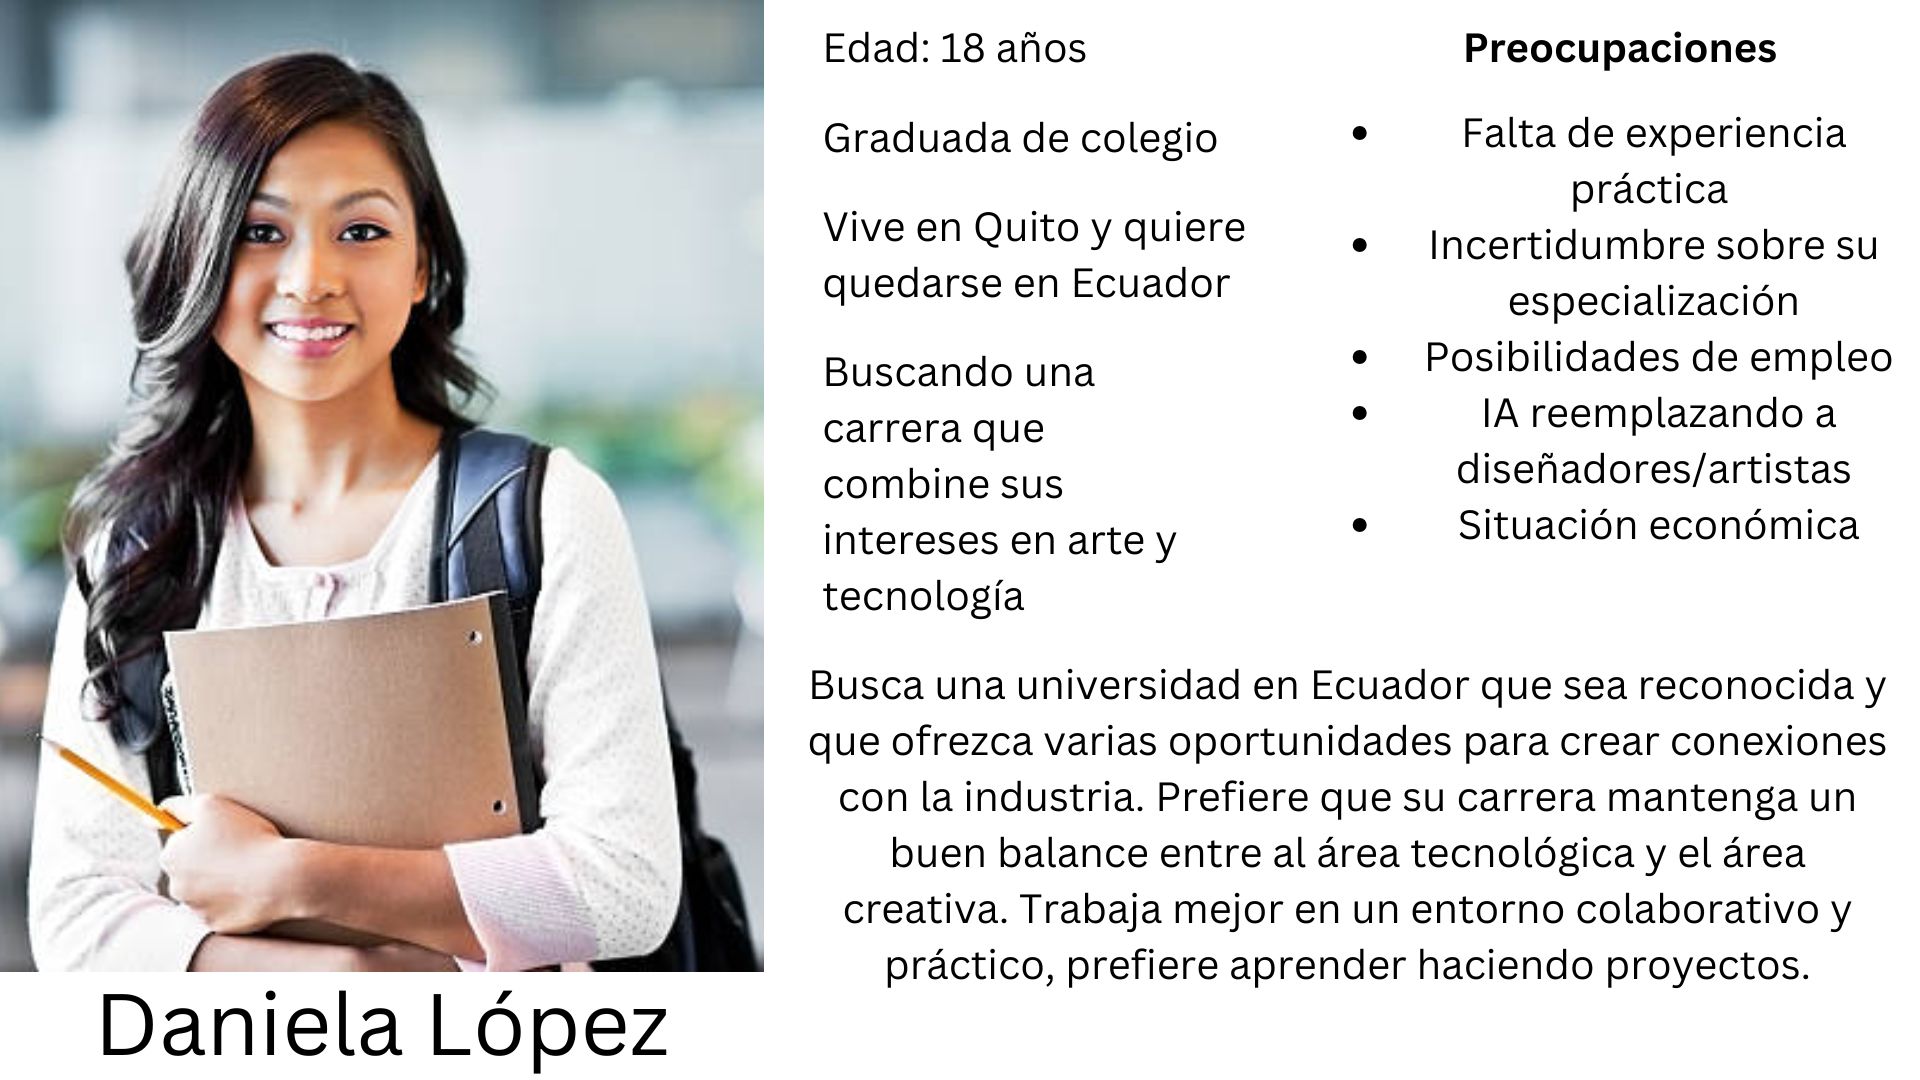 Edad: 18 años
Graduada de colegio
Vive en Quito y quiere
quedarse en Ecuador
Buscando una
carrera que
combine sus
intereses en arte y
tecnología
Preocupaciones
• Falta de experiencia
práctica
• Incertidumbre sobre su
especialización
• Posibilidades de empleo
• IA reemplazando a
diseñadores/artistas
• Situación económica
Busca una universidad en Ecuador que sea reconocida y
que ofrezca varias oportunidades para crear conexiones
con la industria. Prefiere que su carrera mantenga un
buen balance entre al área tecnológica y el área
creativa. Trabaja mejor en un entorno colaborativo y
práctico, prefiere aprender haciendo proyectos.
Daniela López